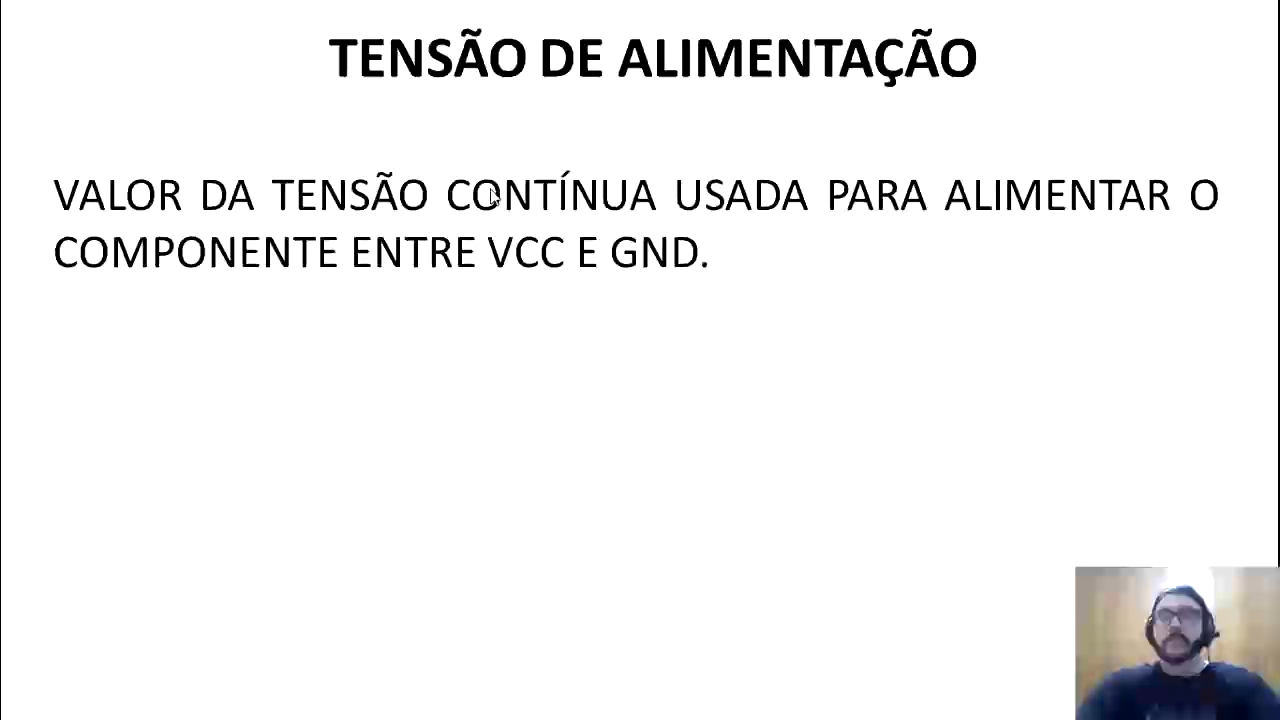 TENSÃO DE ALIMENTAÇÃO
VALOR DA TENSÃO CONTÍNUA USADA PARA ALIMENTAR O
COMPONENTE ENTRE VCC E GND.